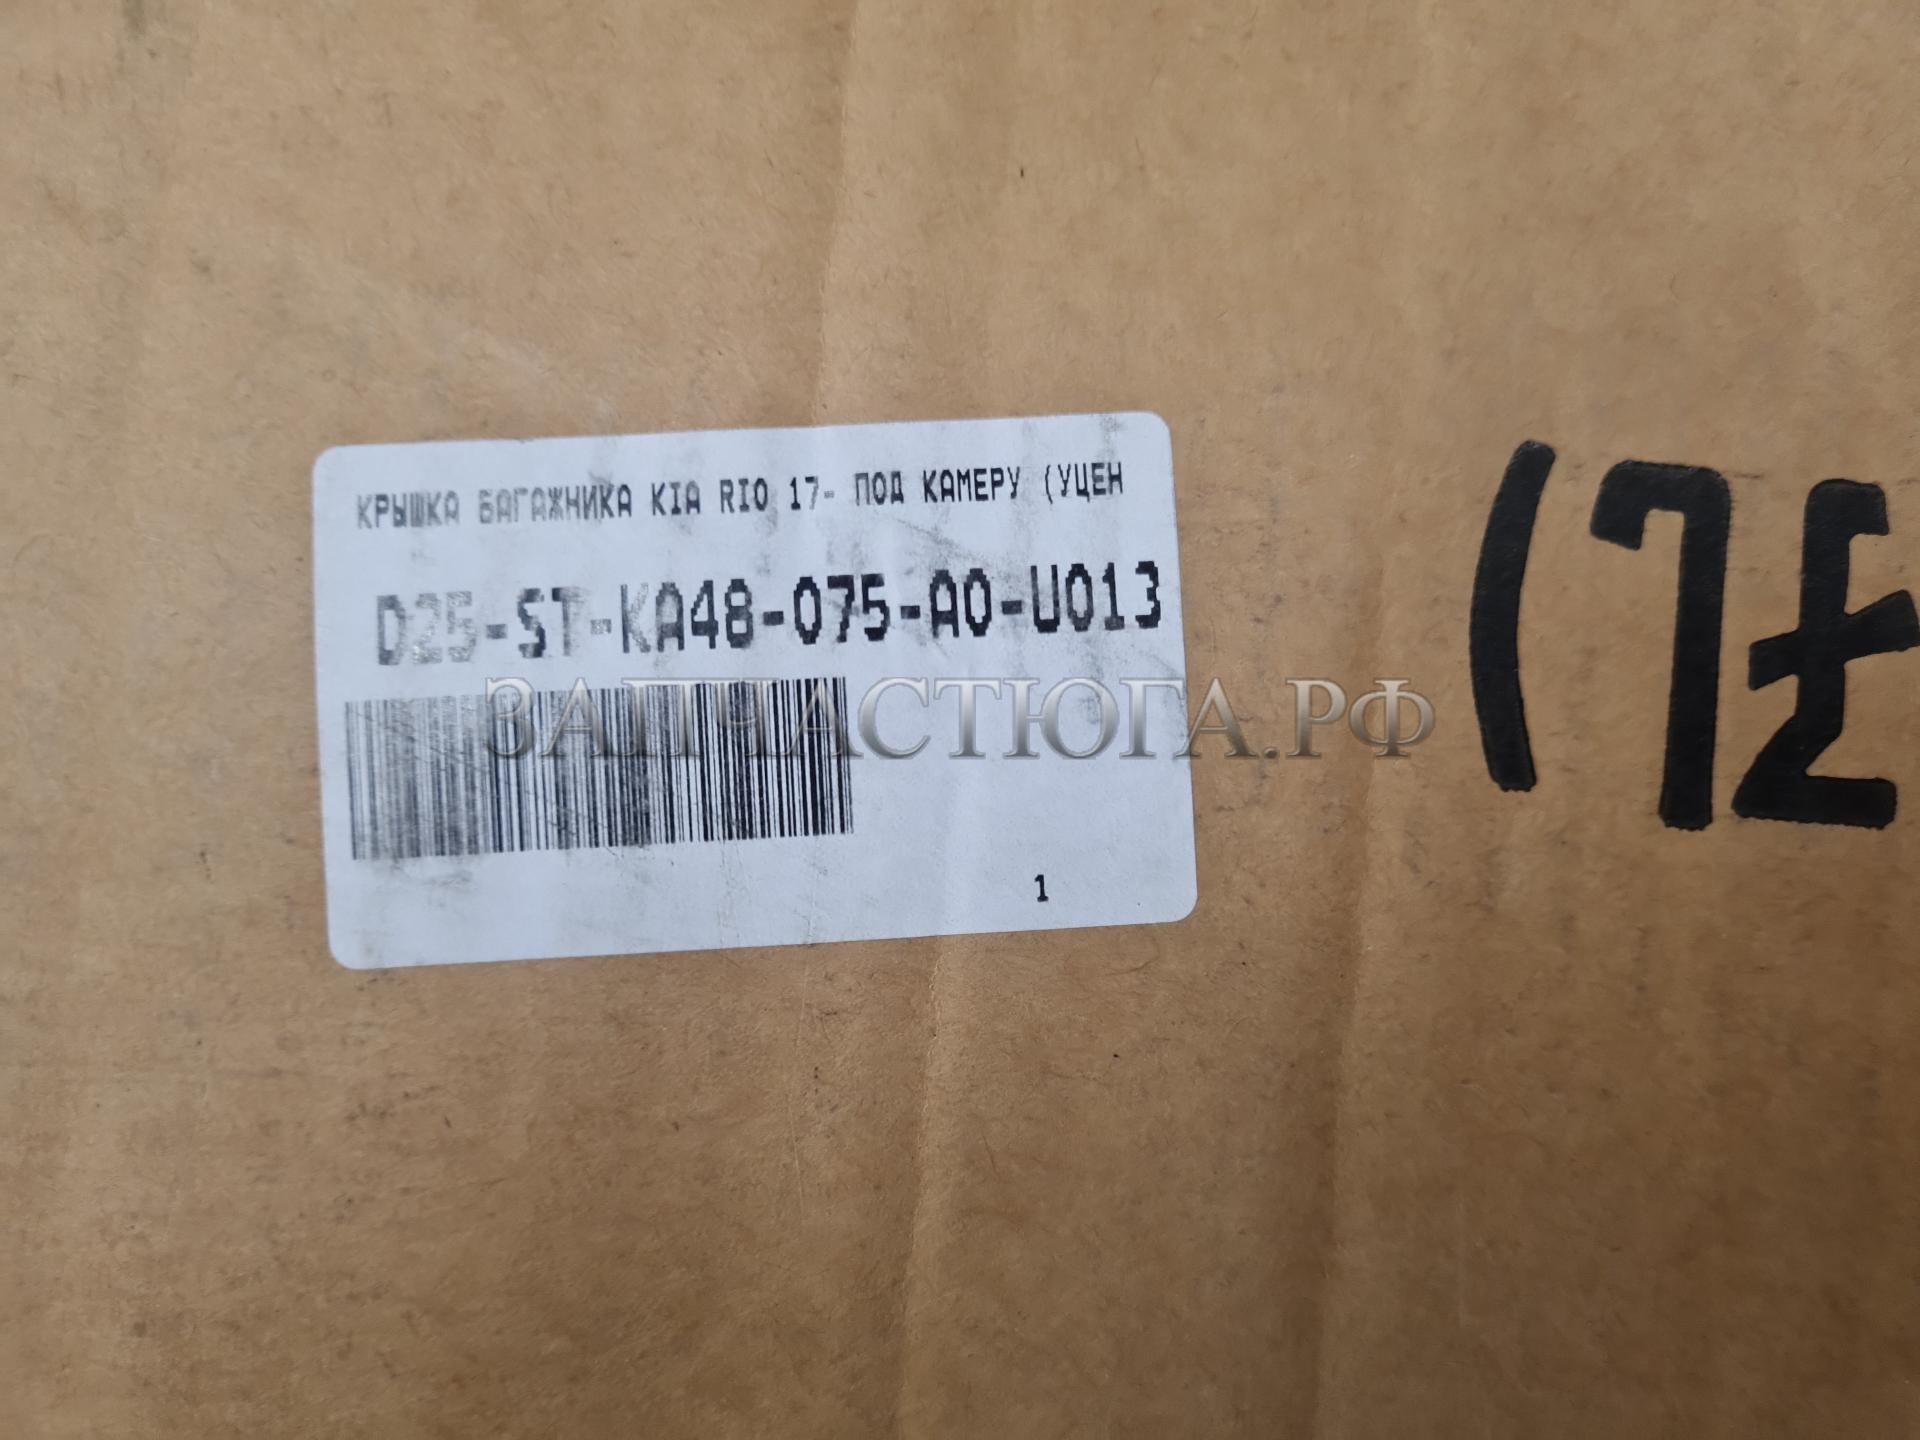 КРЫШКА БАГАЖНИКА KIA RIO 17- ПОД КАМЕРУ (УЦЕН
D25-ST-KA48-075-A0-U013
ЗАПЧАСТЮГА.РФ
1